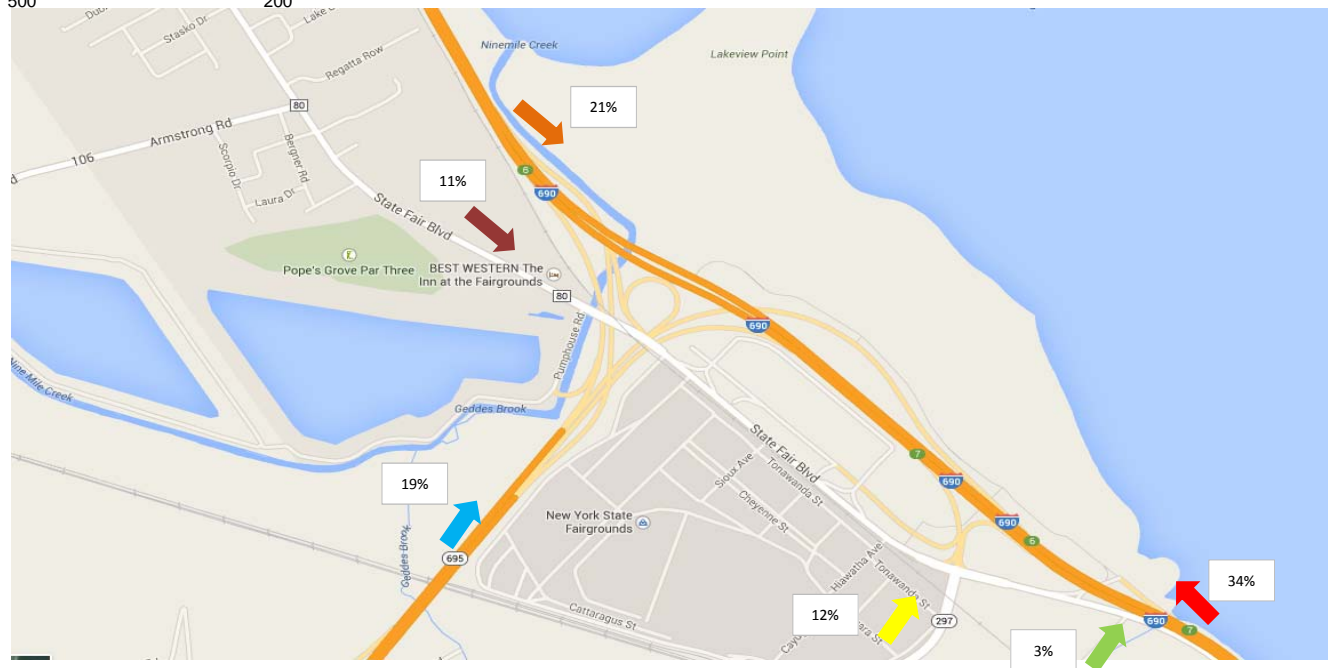 500
200
Stasko Dr
Regatta Row
Ninemile Creek
Lakeview Point
21%
80
Armstrong Rd
106
Scorpio Dr
Bergner Rd
Laura Dr
6
690
11%
State Fair Blvd
Pope's Grove Par Three
BEST WESTERN The
Inn at the Fairgrounds
80
690
Pumphouse Rd
Nine Mile Creek
Geddes Brook
State Fair Blvd
7
690
19%
Sioux Ave
Tonawanda St
Cheyenne St
New York State
Fairgrounds
690
6
Geddes Brook
695
Hiawatha Ave
Tonawanda St
34%
Cattaragus St
12%
297
690
7
3%